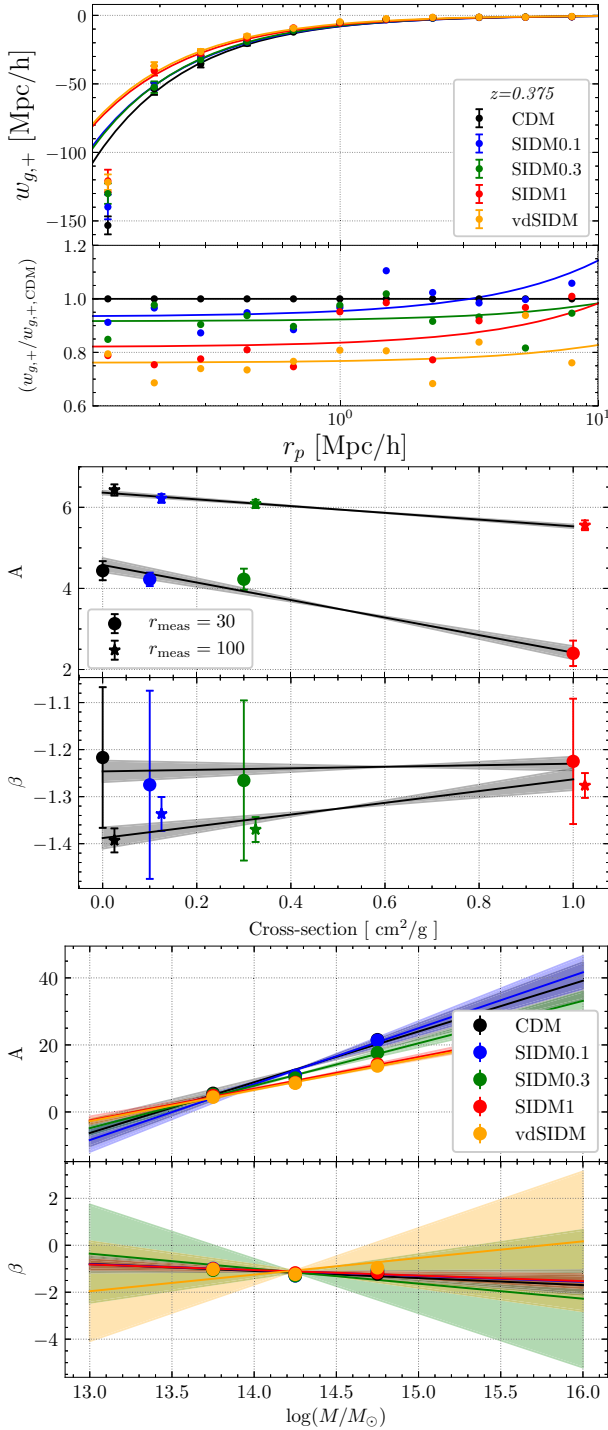 0
−50
−100
−150
w_{g,+} [Mpc/h]
z=0.375
CDM
SIDM0.1
SIDM0.3
SIDM1
vdSIDM
1.2
1.0
0.8
0.6
(w_{g,+}/w_{g,+,CDM})
10^0
10^1
r_p [Mpc/h]
6
4
2
A
r_meas = 30
r_meas = 100
−1.1
−1.2
−1.3
−1.4
β
0.0 0.2 0.4 0.6 0.8 1.0
Cross-section [ cm²/g ]
40
20
0
A
CDM
SIDM0.1
SIDM0.3
SIDM1
vdSIDM
2
0
−2
−4
β
13.0 13.5 14.0 14.5 15.0 15.5 16.0
log(M/M_⊙)